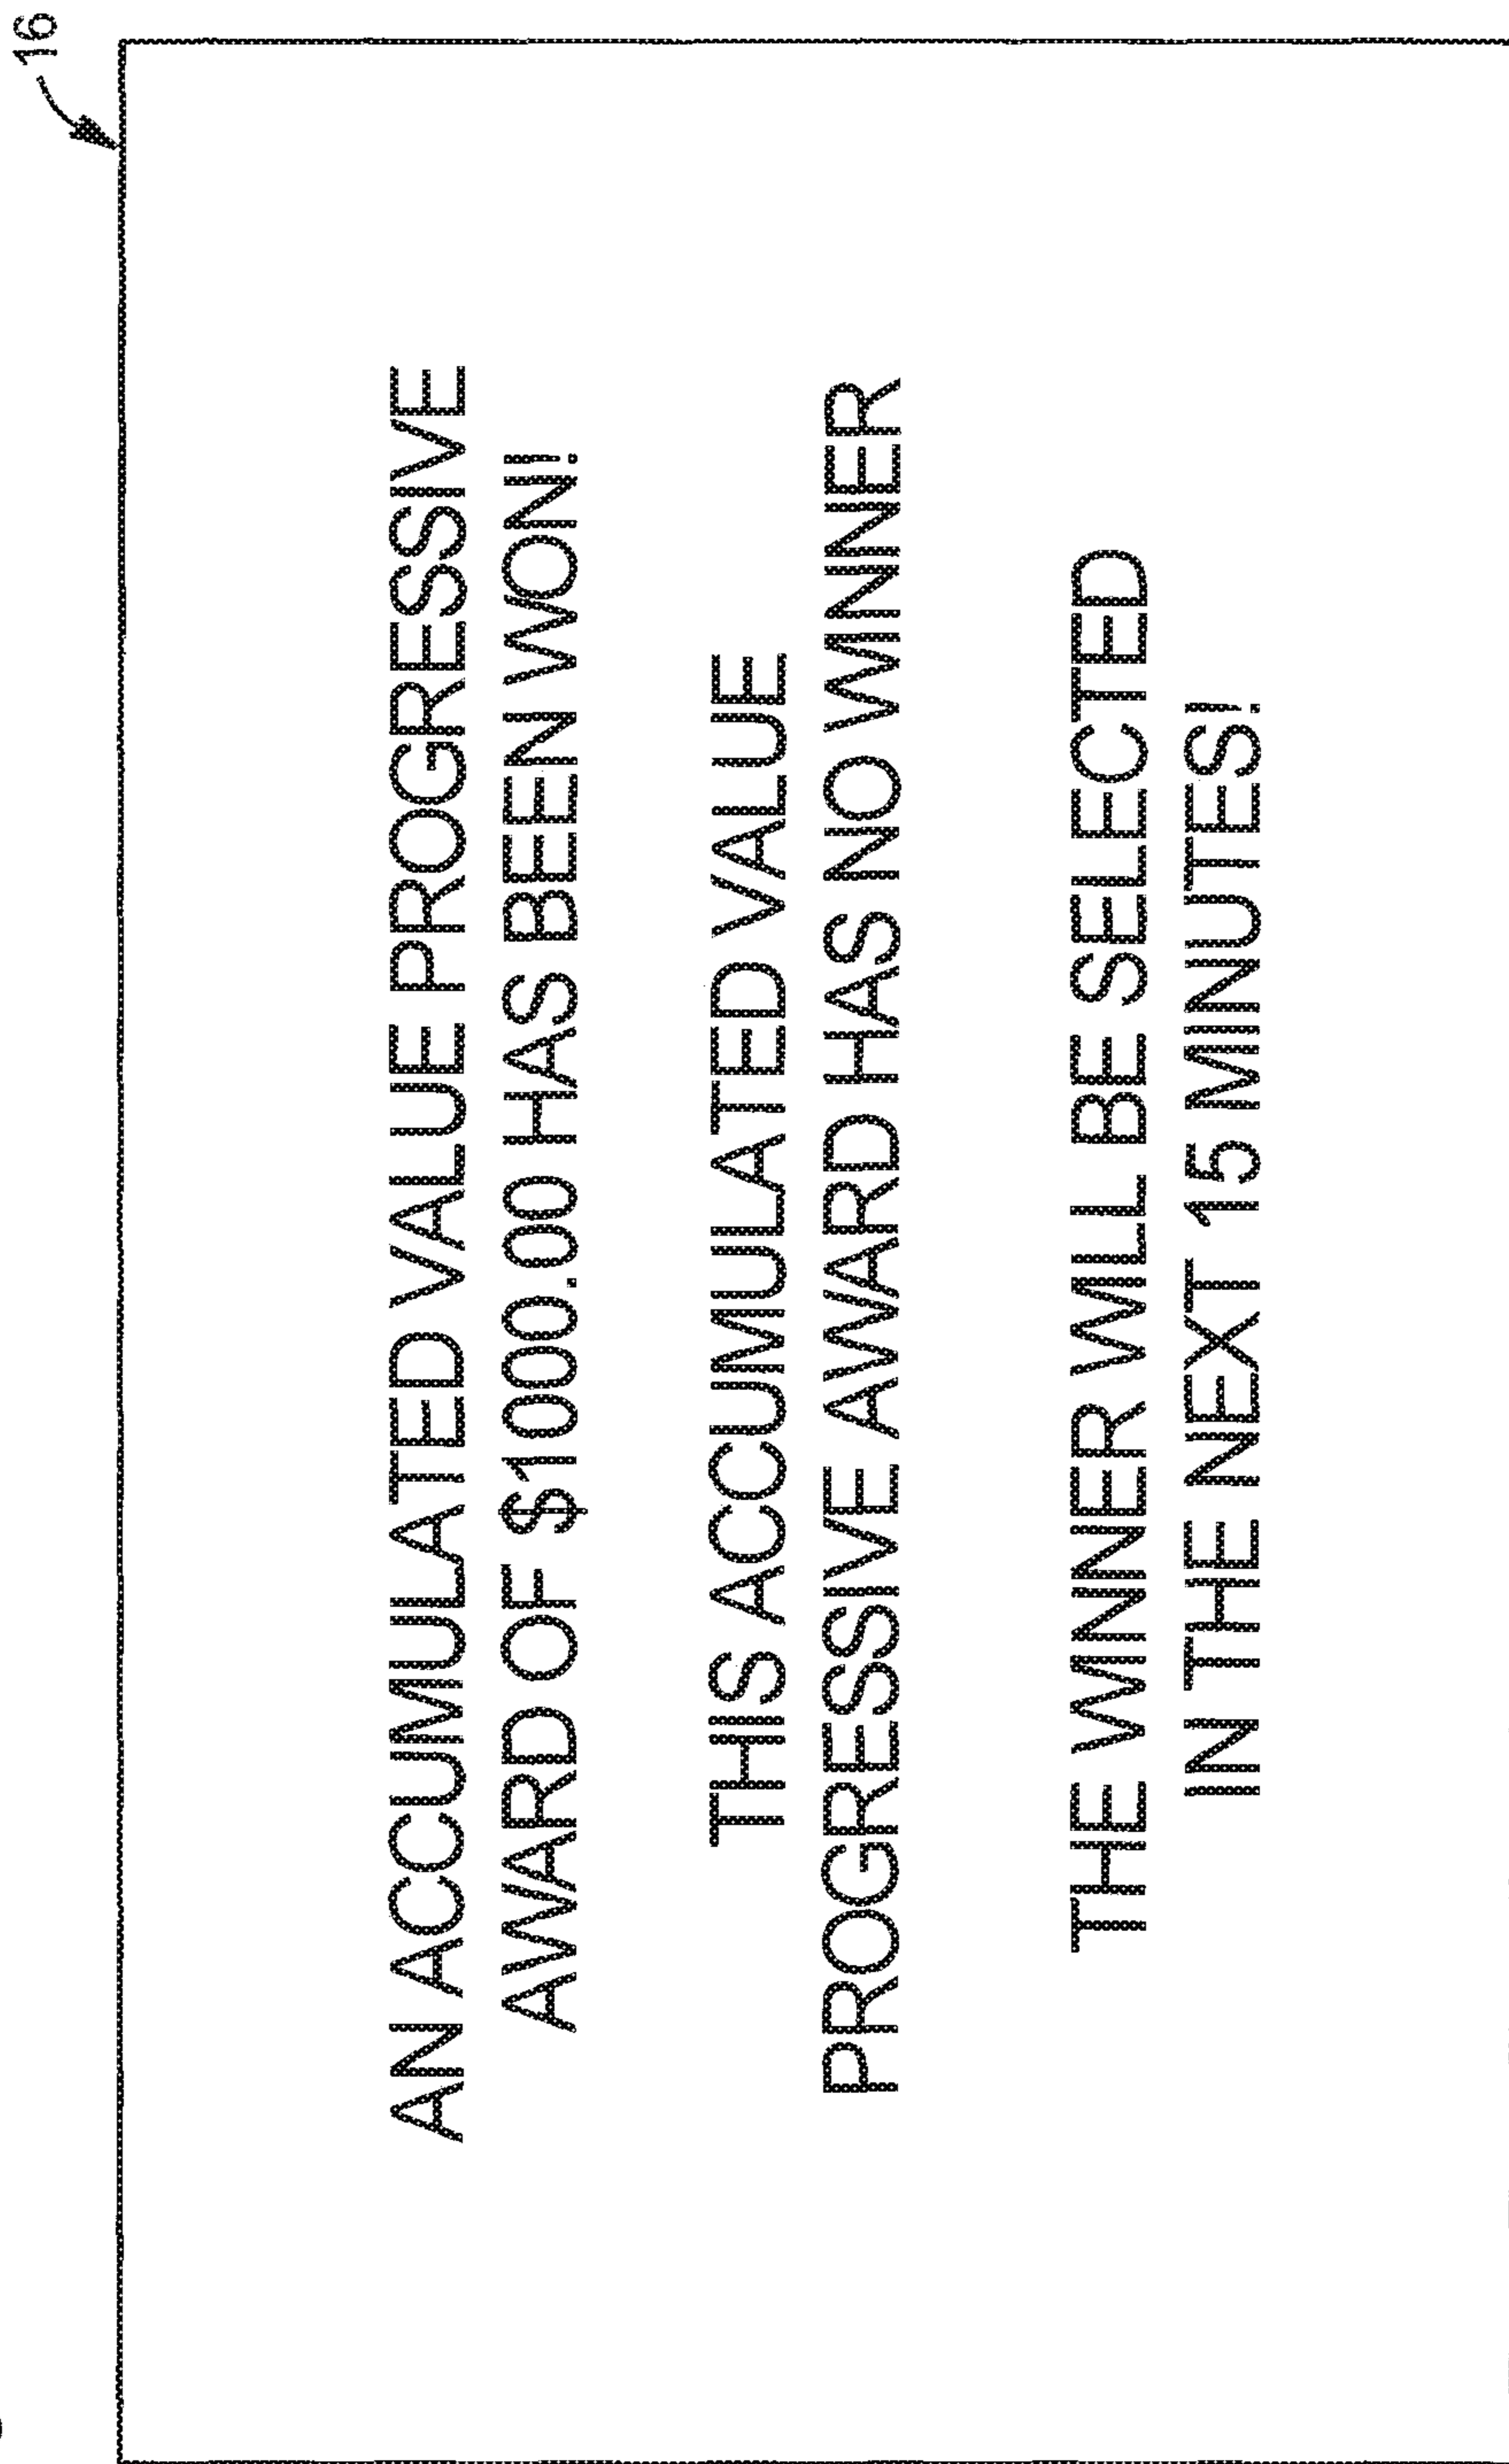 16
AN ACCUMULATED VALUE PROGRESSIVE
AWARD OF $1000.00 HAS BEEN WON!
THIS ACCUMULATED VALUE
PROGRESSIVE AWARD HAS NO WINNER
THE WINNER WILL BE SELECTED
IN THE NEXT 15 MINUTES!